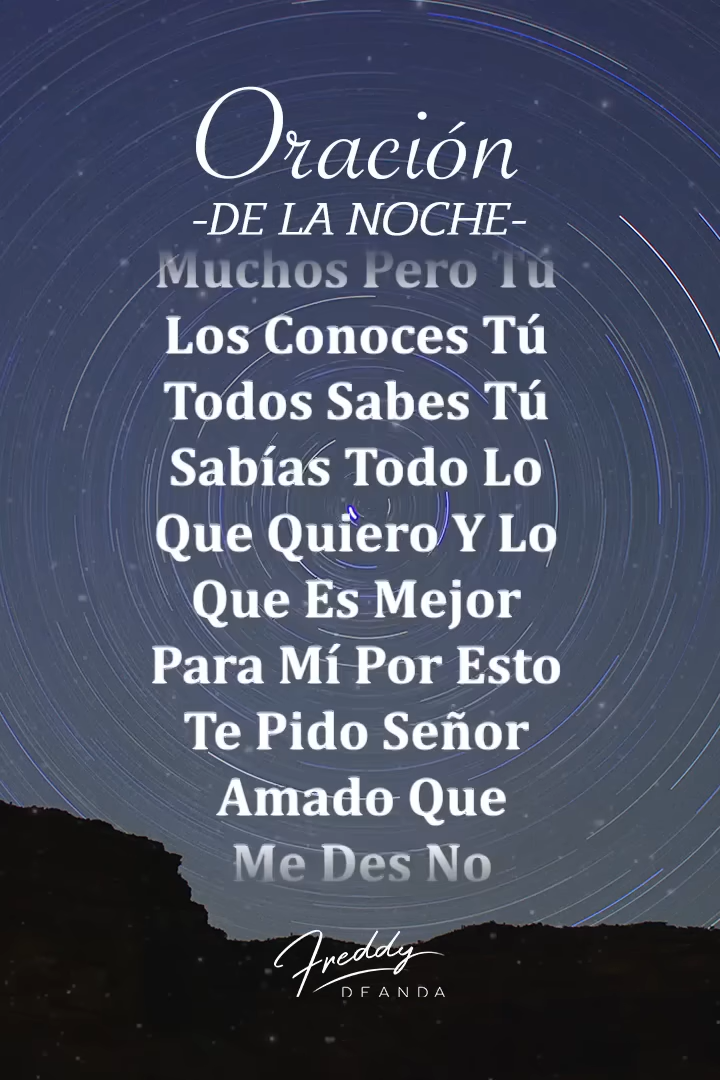 Oración
-DE LA NOCHE-
Muchos Pero Tú
Los Conoces Tú
Todos Sabes Tú
Sabías Todo Lo
Que Quiero Y Lo
Que Es Mejor
Para Mí Por Esto
Te Pido Señor
Amado Que
Me Des No
Freddy
DEANDA